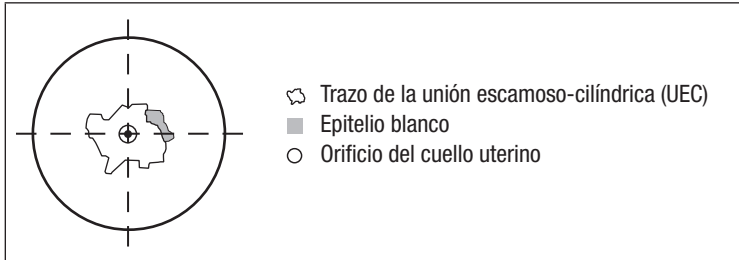 Trazo de la unión escamoso-cilíndrica (UEC)
Epitelio blanco
Orificio del cuello uterino